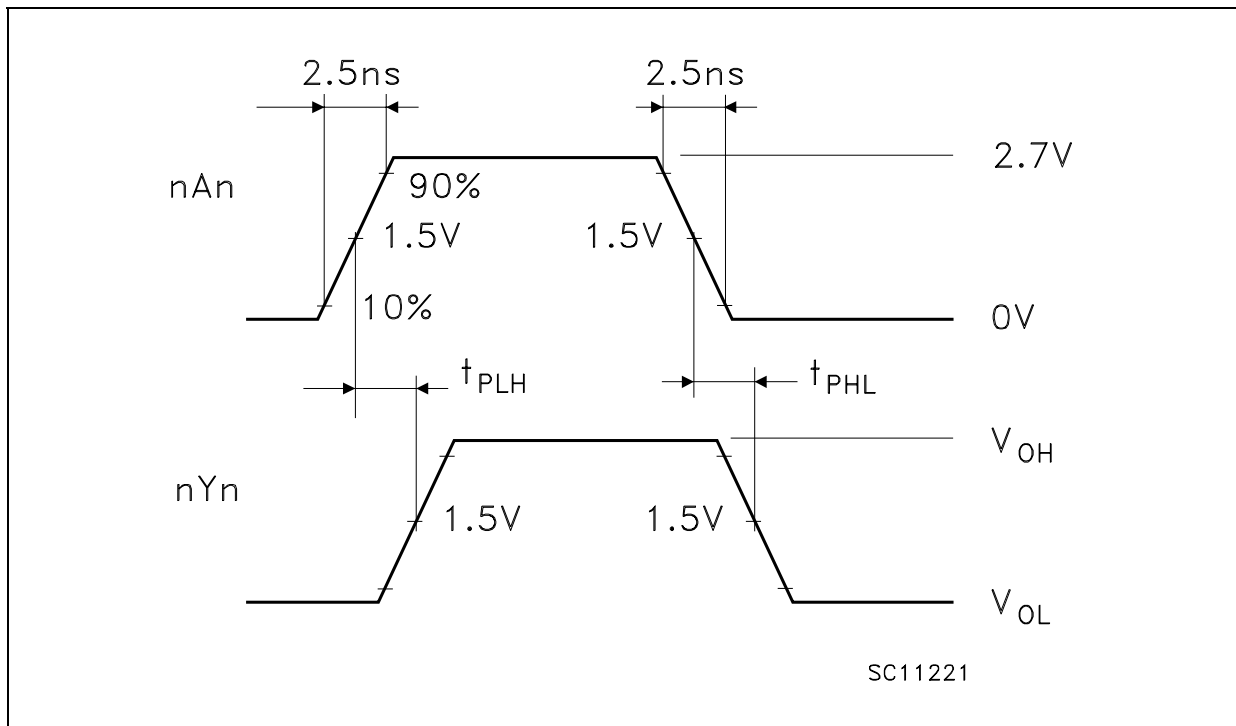 2.5ns 2.5ns
2.7V
nAn
90%
1.5V 1.5V
10%
0V
tPLH tPHL
VOH
nYn
1.5V 1.5V
VOL
SC11221